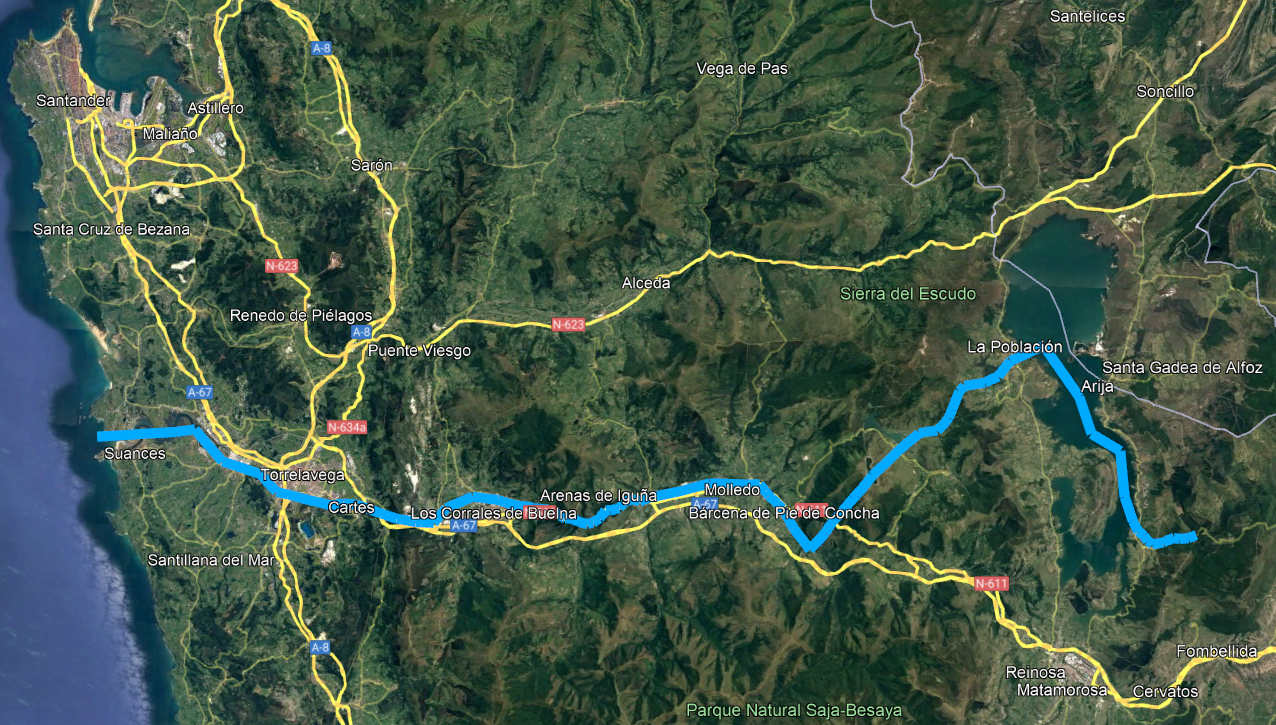 Santelices
A-8
Vega de Pas
Soncillo
Santander
Astillero
Maliaño
Sarón
Santa Cruz de Bezana
N-623
Alceda
Sierra del Escudo
Renedo de Piélagos
N-623
A-8
Puente Viesgo
La Población
Santa Gadea de Alfoz
Arija
A-67
N-634a
Suances
Torrelavega
Cartes
Los Corrales de Buelna
A-67
Arenas de Iguña
Molledo
A-67
Bárcena de Pie de Concha
Santillana del Mar
N-611
A-8
Reinosa
Matamorosa
Fombellida
Cervatos
Parque Natural Saja-Besaya